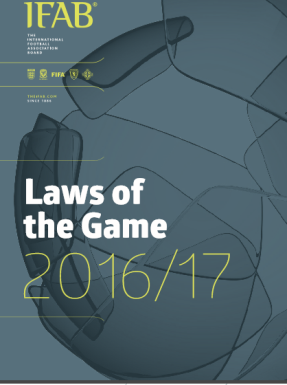 IFAB®
THE
INTERNATIONAL
FOOTBALL
ASSOCIATION
BOARD
FIFA
THEIFAB.COM
SINCE 1886
Laws of
the Game
2016/17